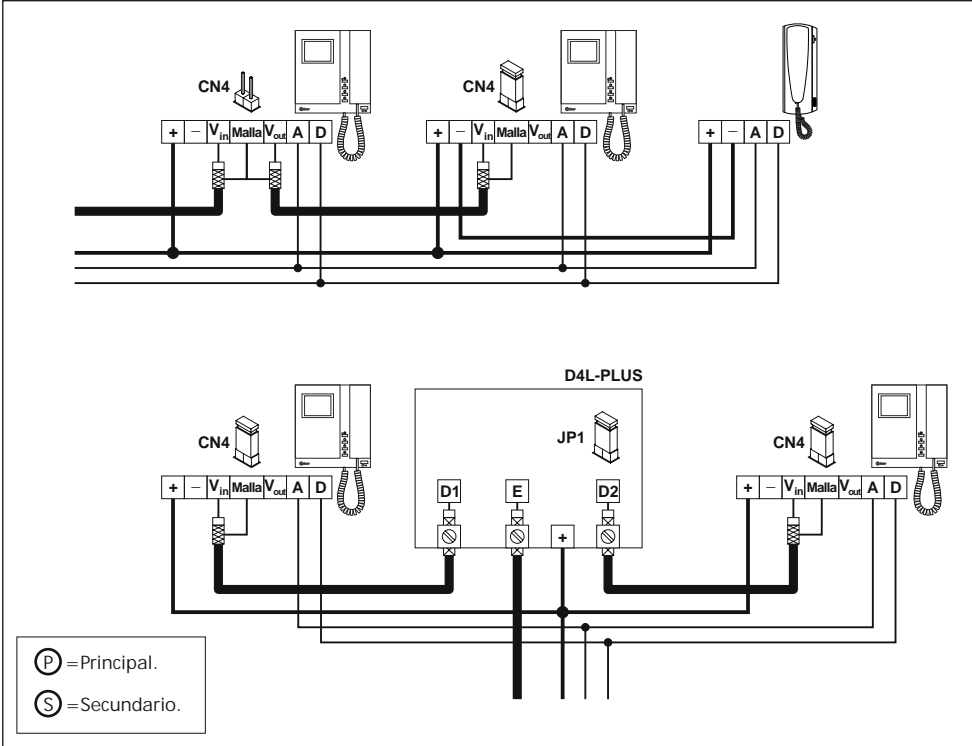 CN4
CN4
+ – Vin Malla Vout A D
+ – Vin Malla Vout A D
+ – A D
D4L-PLUS
CN4
JP1
CN4
+ – Vin Malla Vout A D
D1 E D2
+
+ – Vin Malla Vout A D
P =Principal.
S =Secundario.